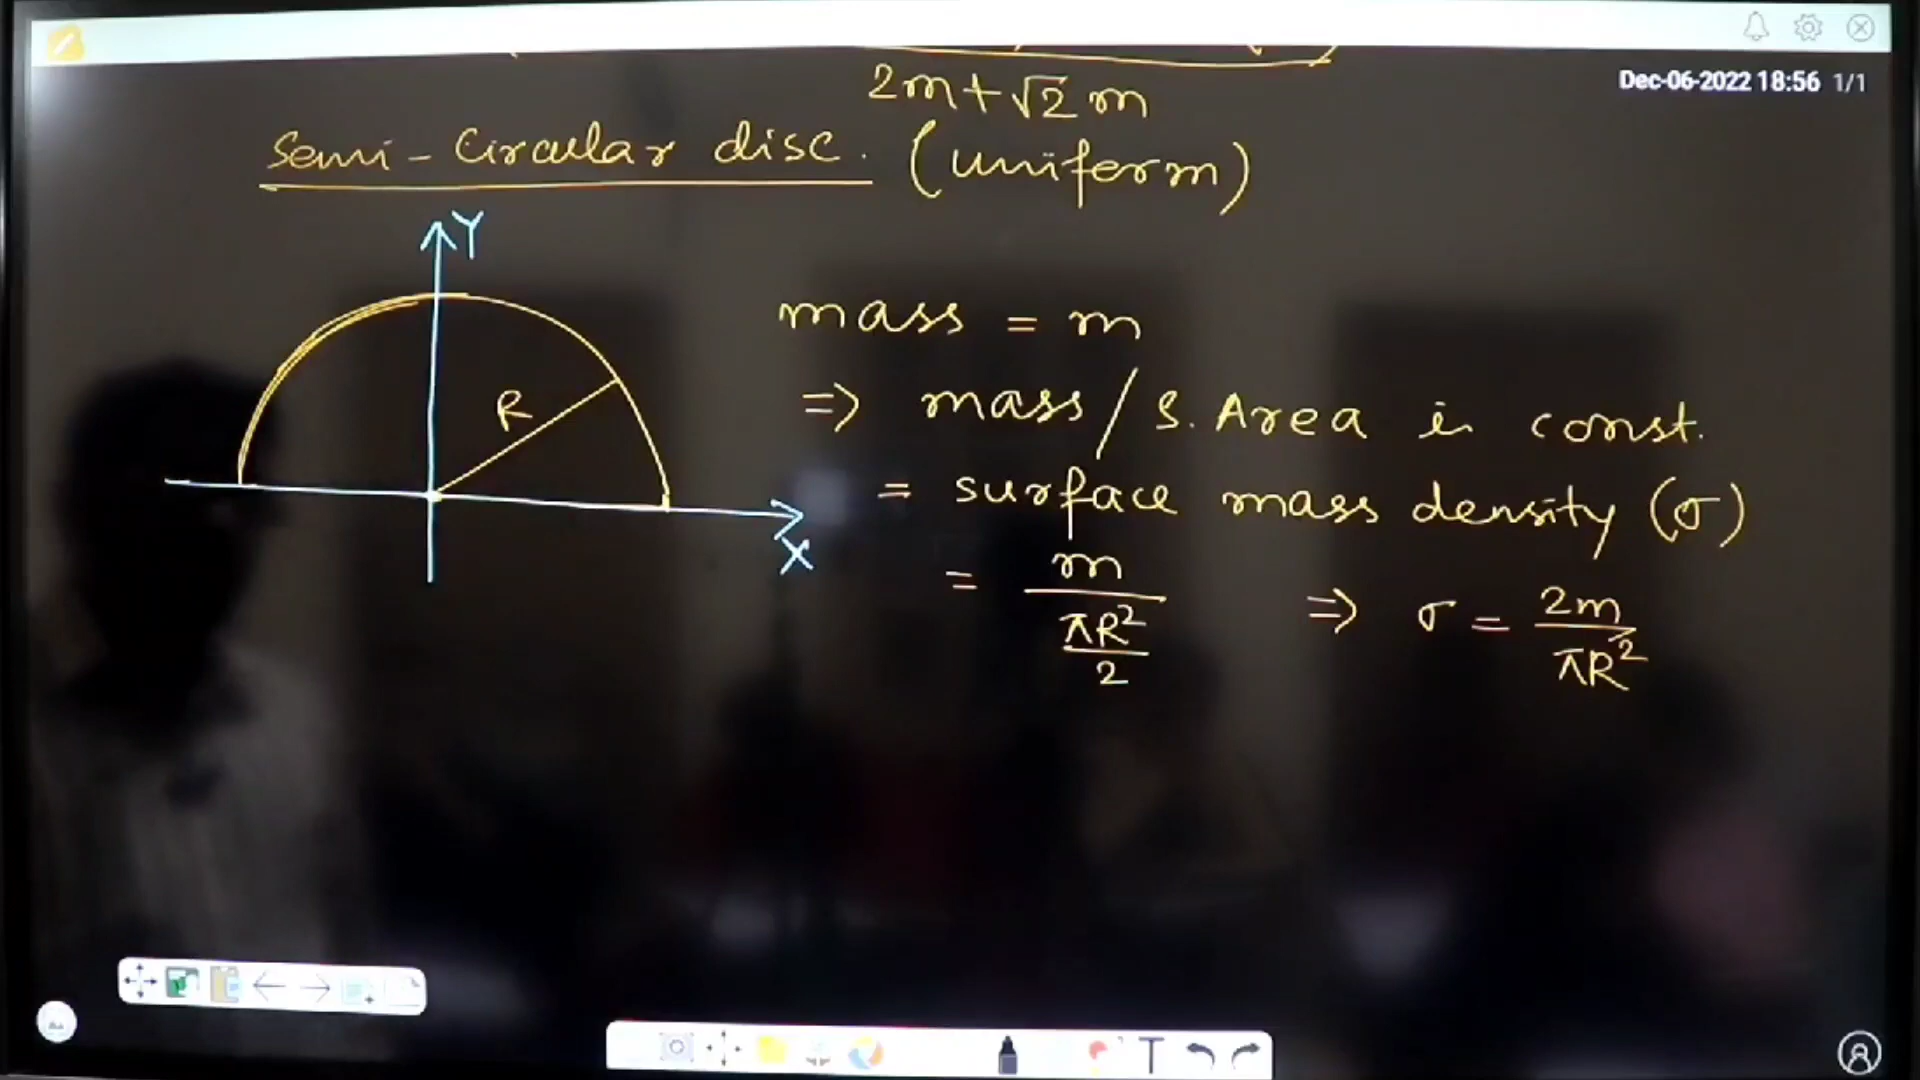 Dec-06-2022 18:56 1/1
2m+√2 m
Semi-Circular disc. (uniform)
Y
R
X
mass = m
=> mass / S. Area is const.
= surface mass density (σ)
= m / (πR²/2) => σ = 2m / πR²
T